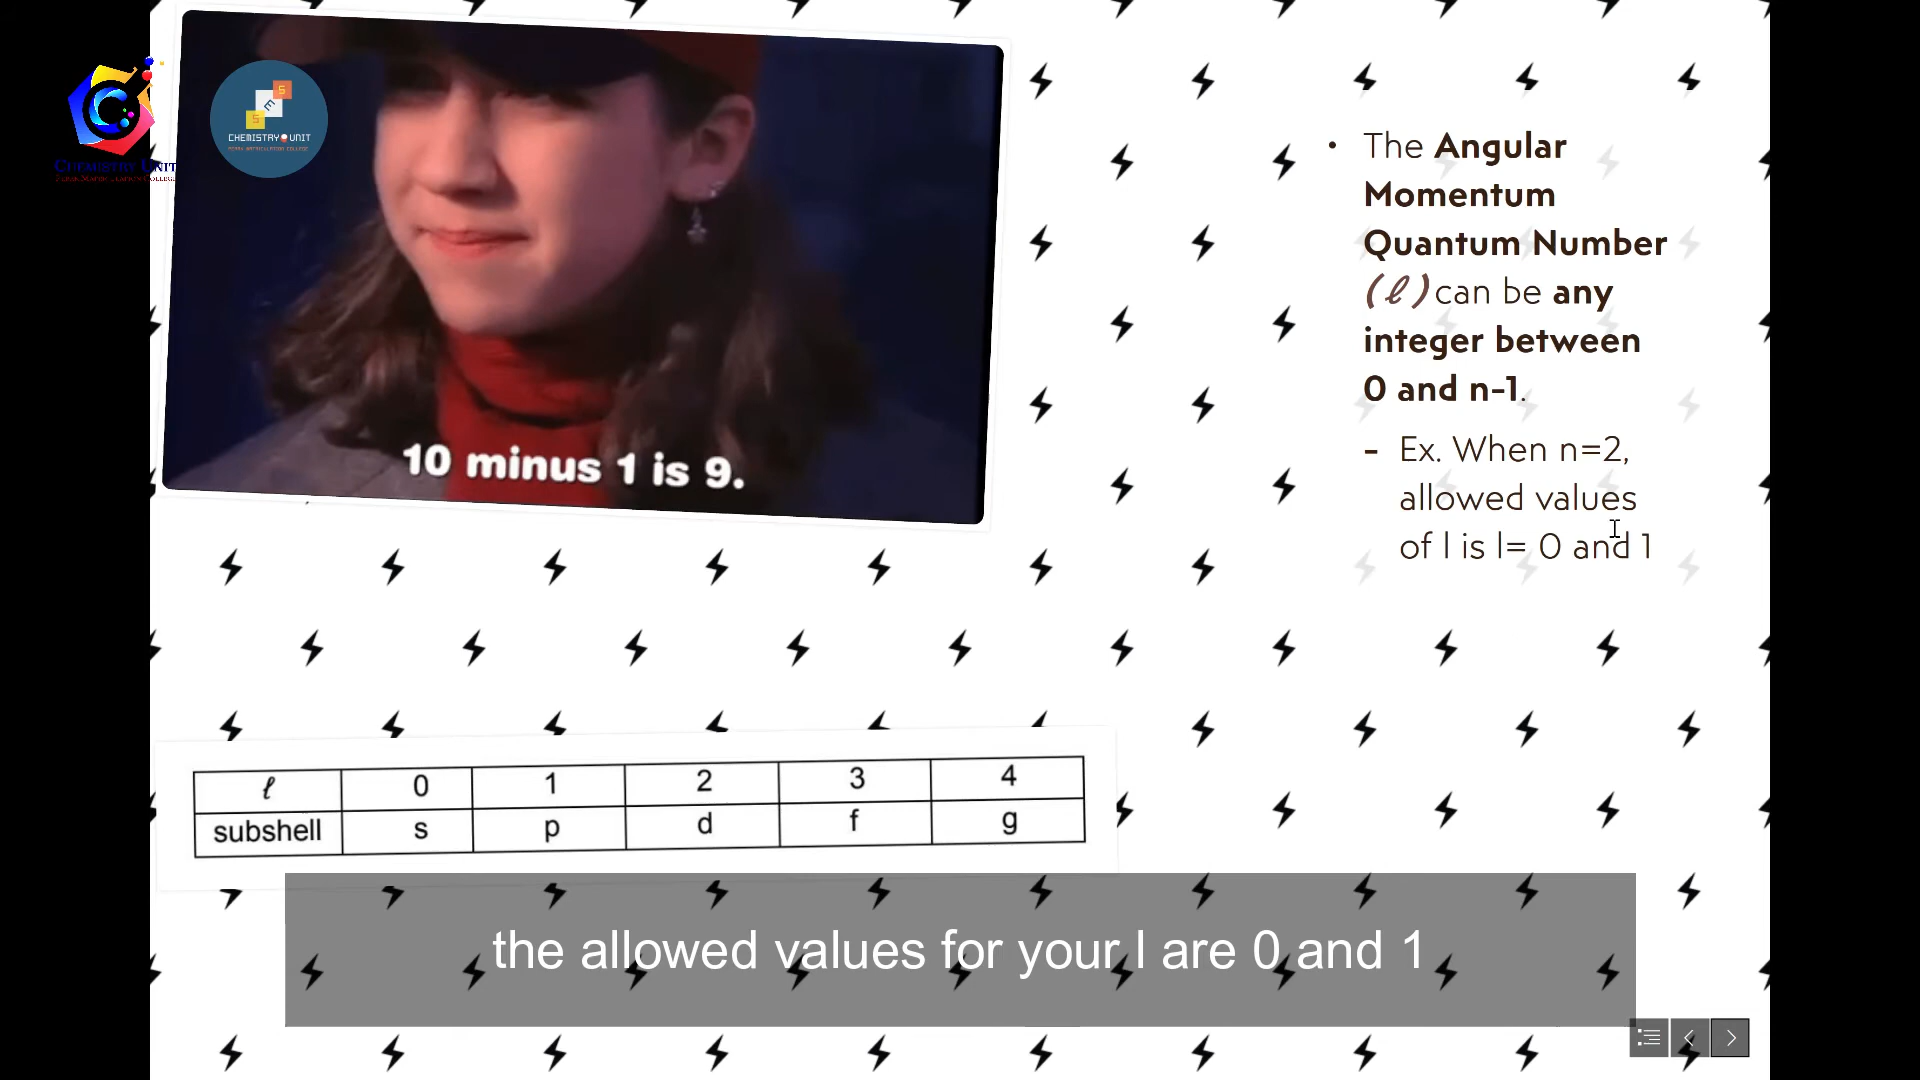 S
E
S
CHEMISTRY UNIT
CHEMISTRY UNIT
10 minus 1 is 9.
• The Angular
Momentum
Quantum Number
(ℓ) can be any
integer between
0 and n-1.
- Ex. When n=2,
allowed values
of l is l= 0 and 1
ℓ 0 1 2 3 4
subshell s p d f g
the allowed values for your l are 0 and 1